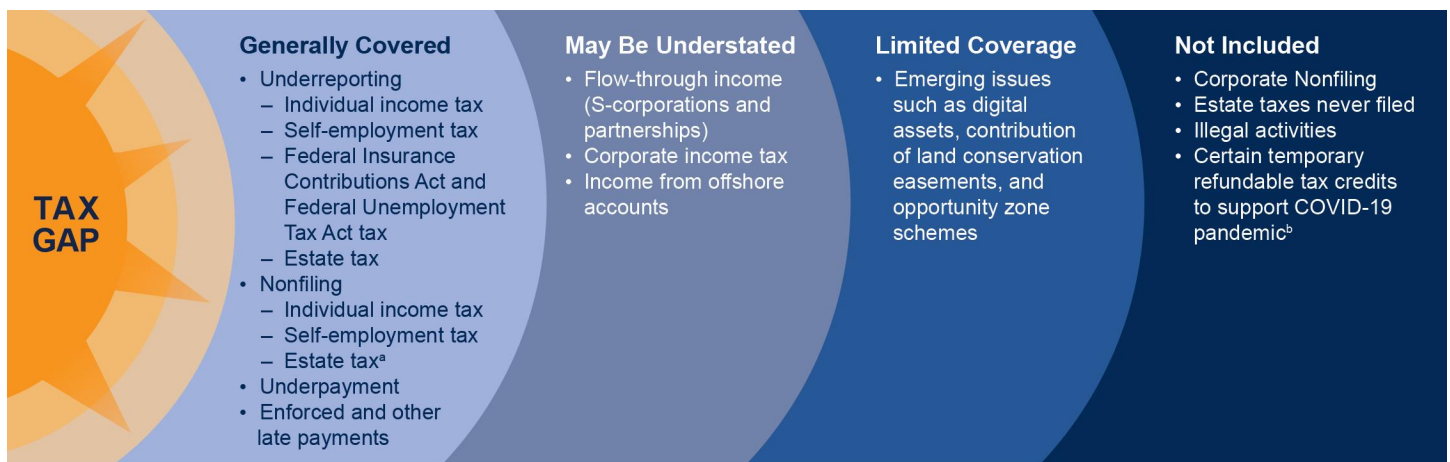 TAX
GAP
Generally Covered
• Underreporting
– Individual income tax
– Self-employment tax
– Federal Insurance
Contributions Act and
Federal Unemployment
Tax Act tax
– Estate tax
• Nonfiling
– Individual income tax
– Self-employment tax
– Estate taxᵃ
• Underpayment
• Enforced and other
late payments
May Be Understated
• Flow-through income
(S-corporations and
partnerships)
• Corporate income tax
• Income from offshore
accounts
Limited Coverage
• Emerging issues
such as digital
assets, contribution
of land conservation
easements, and
opportunity zone
schemes
Not Included
• Corporate Nonfiling
• Estate taxes never filed
• Illegal activities
• Certain temporary
refundable tax credits
to support COVID-19
pandemicᵇ